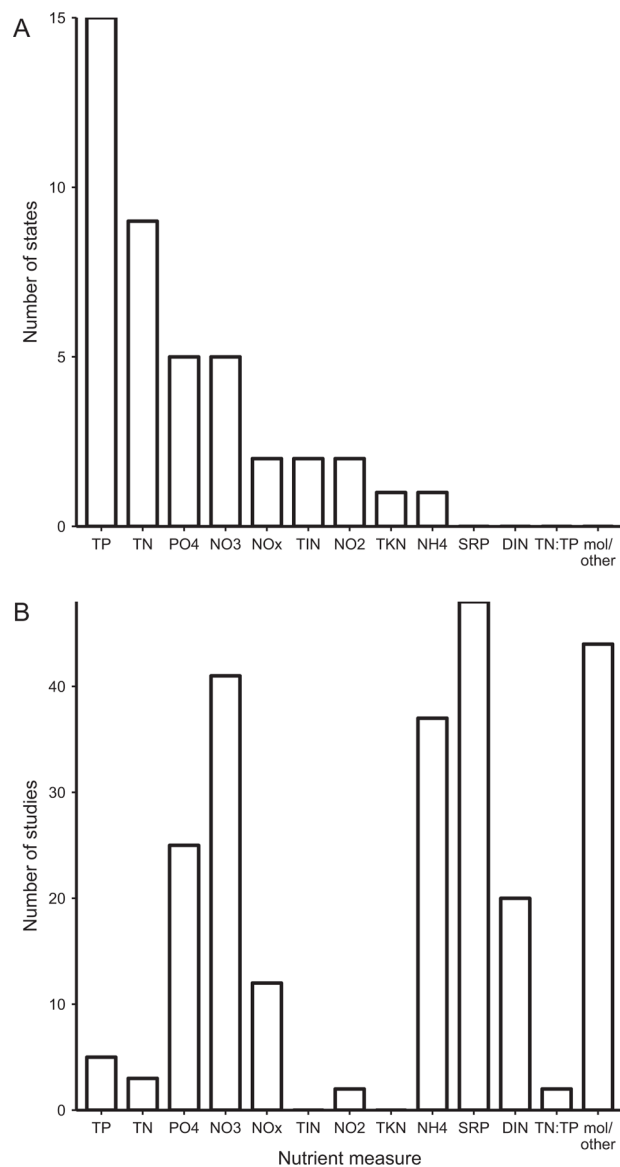 A
Number of states
15
10
5
0
TP TN PO4 NO3 NOx TIN NO2 TKN NH4 SRP DIN TN:TP mol/
other
B
Number of studies
40
30
20
10
0
TP TN PO4 NO3 NOx TIN NO2 TKN NH4 SRP DIN TN:TP mol/
other
Nutrient measure